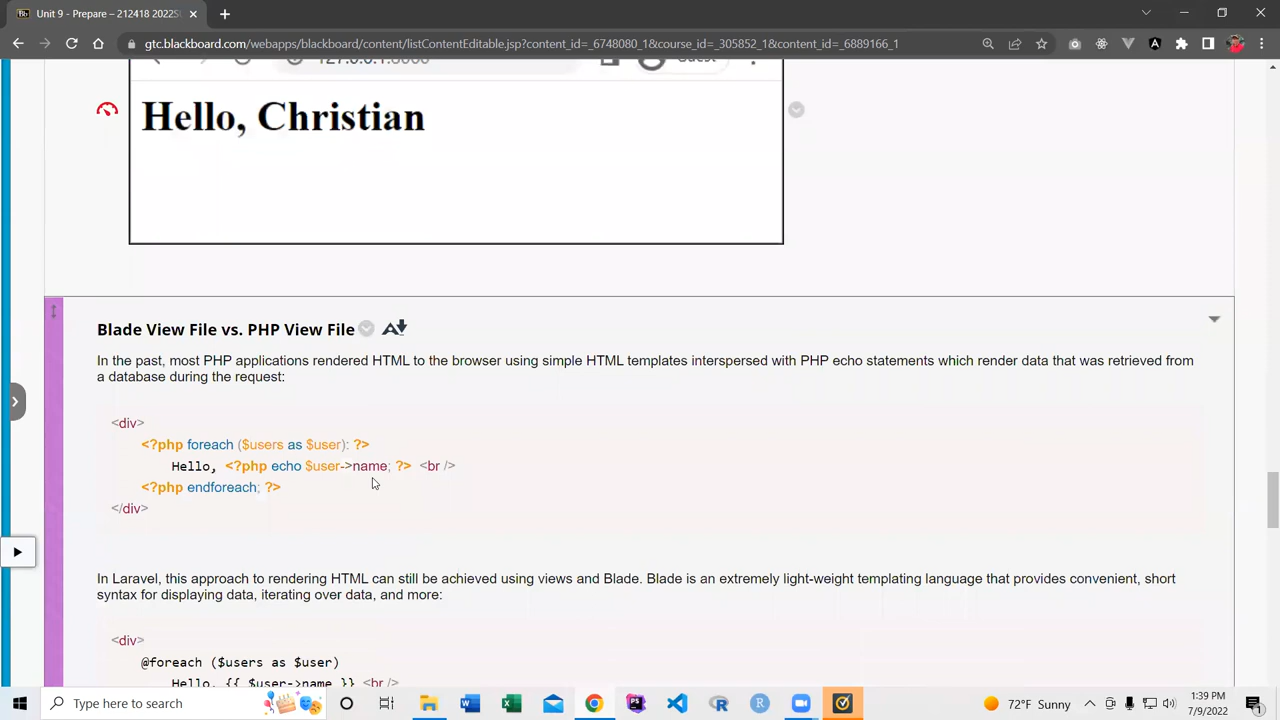 Unit 9 – Prepare – 212418 2022SU
gtc.blackboard.com/webapps/blackboard/content/listContentEditable.jsp?content_id=_6748080_1&course_id=_305852_1&content_id=_6889166_1
Hello, Christian
Blade View File vs. PHP View File
In the past, most PHP applications rendered HTML to the browser using simple HTML templates interspersed with PHP echo statements which render data that was retrieved from
a database during the request:
<div>
<?php foreach ($users as $user): ?>
Hello, <?php echo $user->name; ?> <br />
<?php endforeach; ?>
</div>
In Laravel, this approach to rendering HTML can still be achieved using views and Blade. Blade is an extremely light-weight templating language that provides convenient, short
syntax for displaying data, iterating over data, and more:
<div>
@foreach ($users as $user)
Hello, {{ $user->name }} <br />
Type here to search
72°F Sunny
1:39 PM
7/9/2022